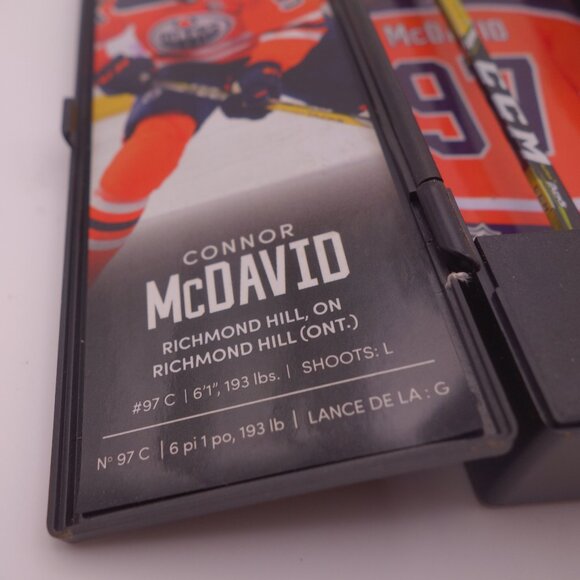 McDAVID
97
CCM
CONNOR
McDAVID
RICHMOND HILL, ON
RICHMOND HILL (ONT.)
#97 C | 6'1", 193 lbs. | SHOOTS: L
N° 97 C | 6 pi 1 po, 193 lb | LANCE DE LA : G